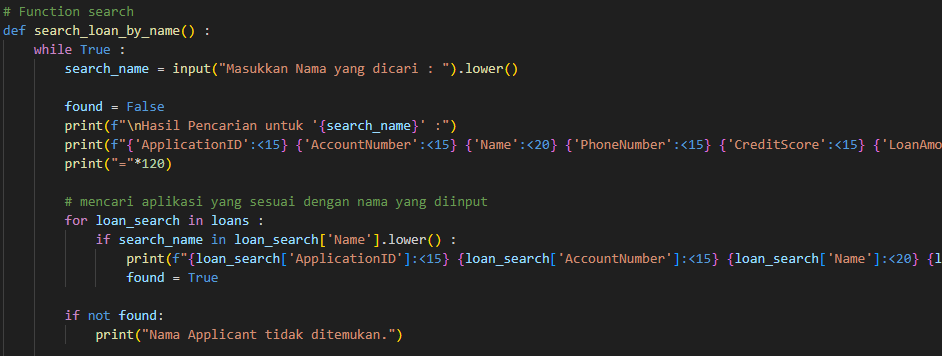 # Function search
def search_loan_by_name() :
while True :
search_name = input("Masukkan Nama yang dicari : ").lower()
found = False
print(f"\nHasil Pencarian untuk '{search_name}' :")
print(f"{'ApplicationID':<15} {'AccountNumber':<15} {'Name':<20} {'PhoneNumber':<15} {'CreditScore':<15} {'LoanAmo
print("="*120)
# mencari aplikasi yang sesuai dengan nama yang diinput
for loan_search in loans :
if search_name in loan_search['Name'].lower() :
print(f"{loan_search['ApplicationID']:<15} {loan_search['AccountNumber']:<15} {loan_search['Name']:<20} {l
found = True
if not found:
print("Nama Applicant tidak ditemukan.")